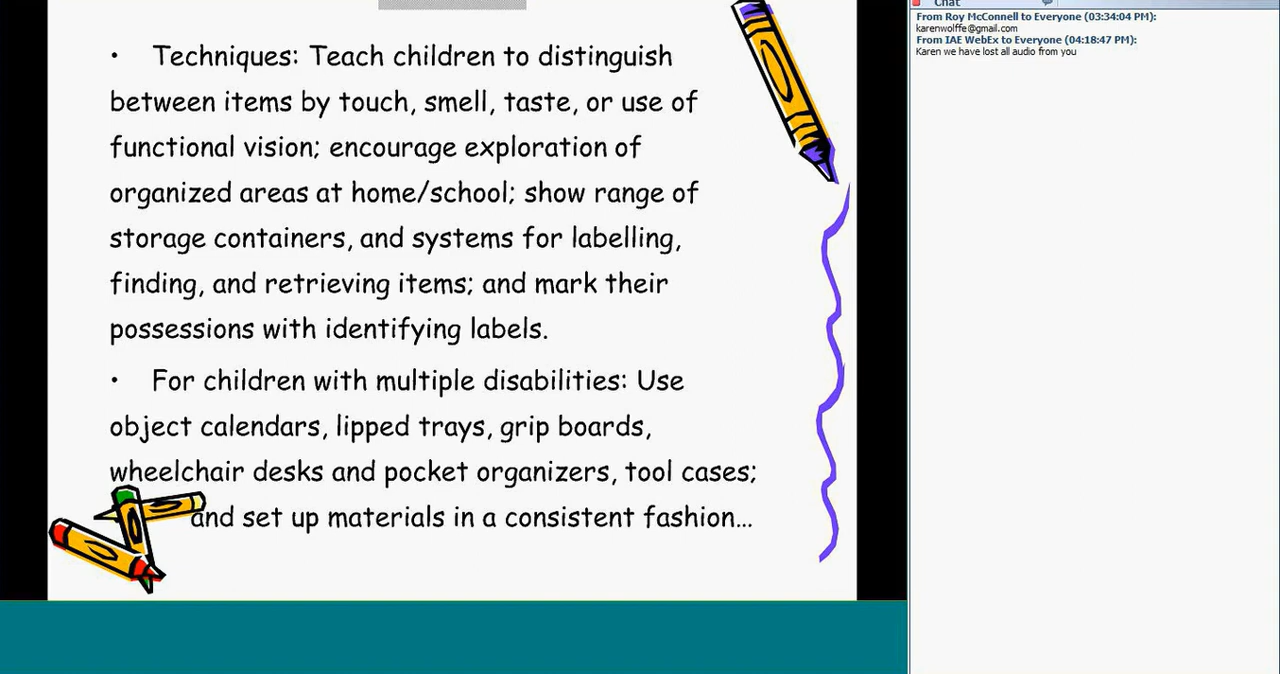 • Techniques: Teach children to distinguish
between items by touch, smell, taste, or use of
functional vision; encourage exploration of
organized areas at home/school; show range of
storage containers, and systems for labelling,
finding, and retrieving items; and mark their
possessions with identifying labels.
• For children with multiple disabilities: Use
object calendars, lipped trays, grip boards,
wheelchair desks and pocket organizers, tool cases;
and set up materials in a consistent fashion…
Chat
From Roy McConnell to Everyone (03:34:04 PM):
karenwolffe@gmail.com
From IAE WebEx to Everyone (04:18:47 PM):
Karen we have lost all audio from you